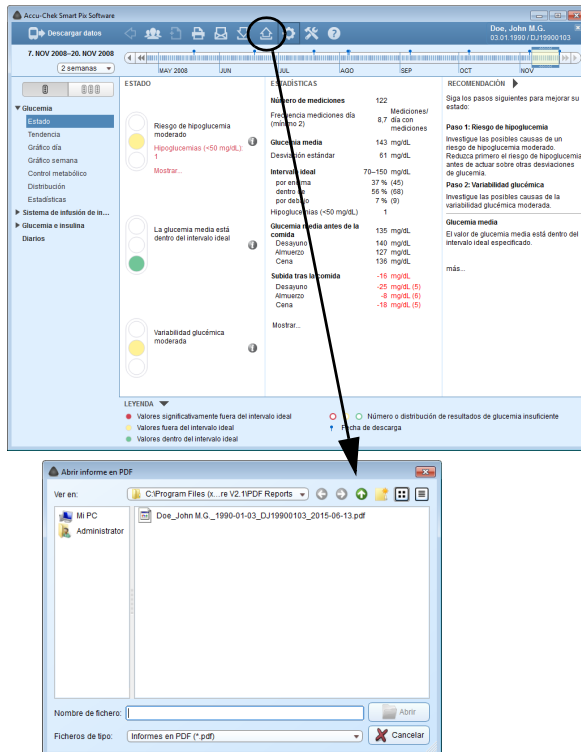 Accu-Chek Smart Pix Software
Descargar datos
Doe, John M.G.
03.01.1990 / DJ19900103
7. NOV 2008–20. NOV 2008
2 semanas
MAY 2008 JUN JUL AGO SEP OCT NOV
Glucemia
Estado
Tendencia
Gráfico día
Gráfico semana
Control metabólico
Distribución
Estadísticas
Sistema de infusión de in...
Glucemia e insulina
Diarios
ESTADO
Riesgo de hipoglucemia
moderado
Hipoglucemias (<50 mg/dL)
1
Mostrar...
La glucemia media está
dentro del intervalo ideal
Variabilidad glucémica
moderada
ESTADÍSTICAS
Número de mediciones 122
Frecuencia mediciones día
(mínimo 2)
8,7
Mediciones/
día con
mediciones
Glucemia media 143 mg/dL
Desviación estándar 61 mg/dL
Intervalo ideal 70–150 mg/dL
por encima 37 % (45)
dentro de 56 % (68)
por debajo 7 % (9)
Hipoglucemias (<50 mg/dL) 1
Glucemia media antes de la
comida
135 mg/dL
Desayuno 140 mg/dL
Almuerzo 127 mg/dL
Cena 136 mg/dL
Subida tras la comida -16 mg/dL
Desayuno -25 mg/dL (5)
Almuerzo -8 mg/dL (6)
Cena -18 mg/dL (5)
Mostrar...
RECOMENDACIÓN
Siga los pasos siguientes para mejorar su
estado:
Paso 1: Riesgo de hipoglucemia
Investigue las posibles causas de un
riesgo de hipoglucemia moderado.
Reduzca primero el riesgo de hipoglucemia
antes de actuar sobre otras desviaciones
de glucemia.
Paso 2: Variabilidad glucémica
Investigue las posibles causas de la
variabilidad glucémica moderada.
Glucemia media
El valor de glucemia media está dentro del
intervalo ideal especificado.
más...
LEYENDA
Valores significativamente fuera del intervalo ideal
Valores fuera del intervalo ideal
Valores dentro del intervalo ideal
Número o distribución de resultados de glucemia insuficiente
Fecha de descarga
Abrir informe en PDF
Ver en:
C:\Program Files (x...re V2.1\PDF Reports
Mi PC
Administrator
Doe_John M.G._1990-01-03_DJ19900103_2015-06-13.pdf
Nombre de fichero:
Abrir
Ficheros de tipo:
Informes en PDF (*.pdf)
Cancelar